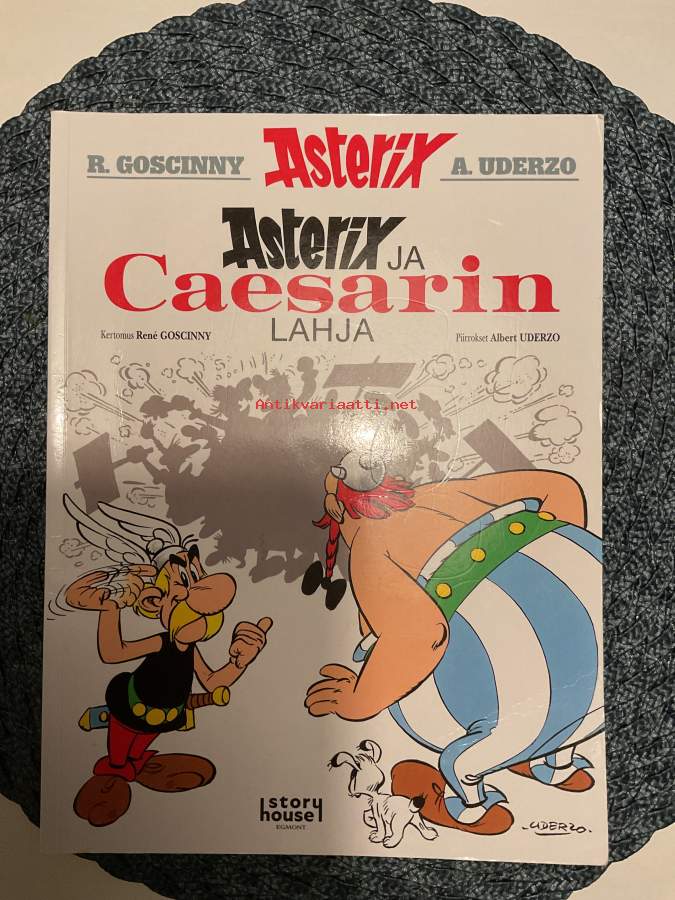 R. GOSCINNY Asterix A. UDERZO
Asterix JA
Caesarin
LAHJA
Kertomus René GOSCINNY Piirrokset Albert UDERZO
Antikvariaatti.net
story
house
EGMONT
-UDERZO-